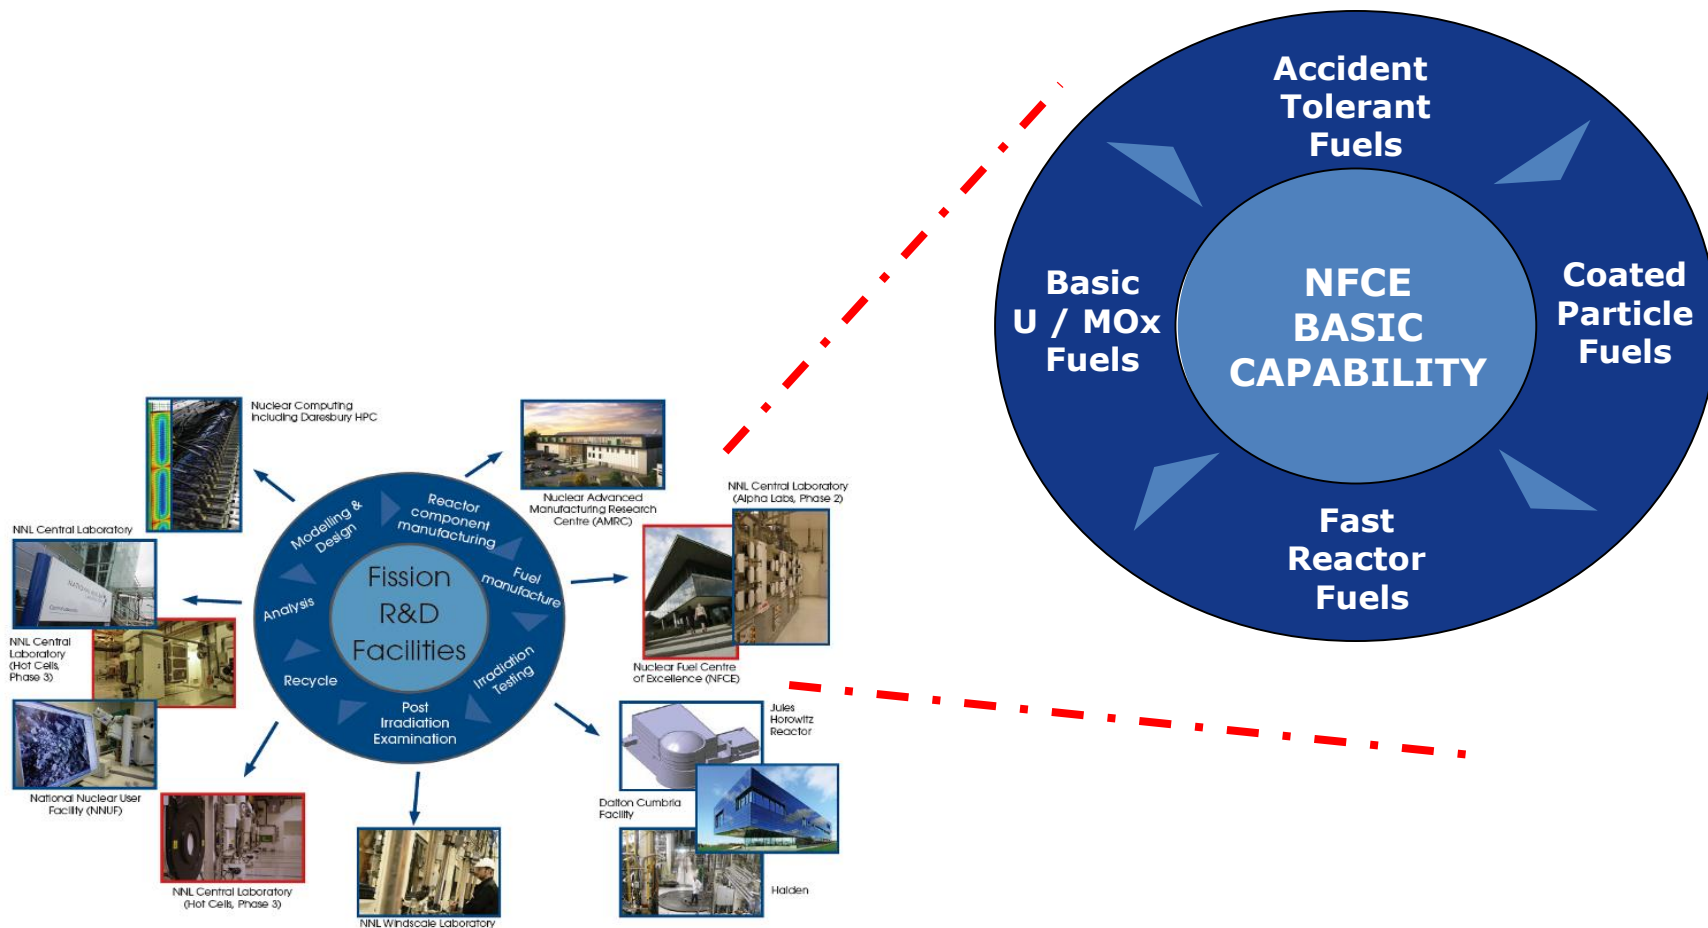 Accident
Tolerant
Fuels
Basic
U / MOx
Fuels
NFCE
BASIC
CAPABILITY
Coated
Particle
Fuels
Fast
Reactor
Fuels
Nuclear Computing
Including Daresbury HPC
Nuclear Advanced
Manufacturing Research
Centre (AMRC)
NNL Central Laboratory
(Alpha Labs, Phase 2)
NNL Central Laboratory
NNL Central
Laboratory
(Hot Cells,
Phase 3)
Modelling &
Design
Reactor
component
manufacturing
Fuel
manufacture
Analysis
Fission
R&D
Facilities
Recycle
Irradiation
Testing
Post
Irradiation
Examination
Nuclear Fuel Centre
of Excellence (NFCE)
Jules
Horowitz
Reactor
National Nuclear User
Facility (NNUF)
Dalton Cumbria
Facility
Halden
NNL Central Laboratory
(Hot Cells, Phase 3)
NNL Windscale Laboratory